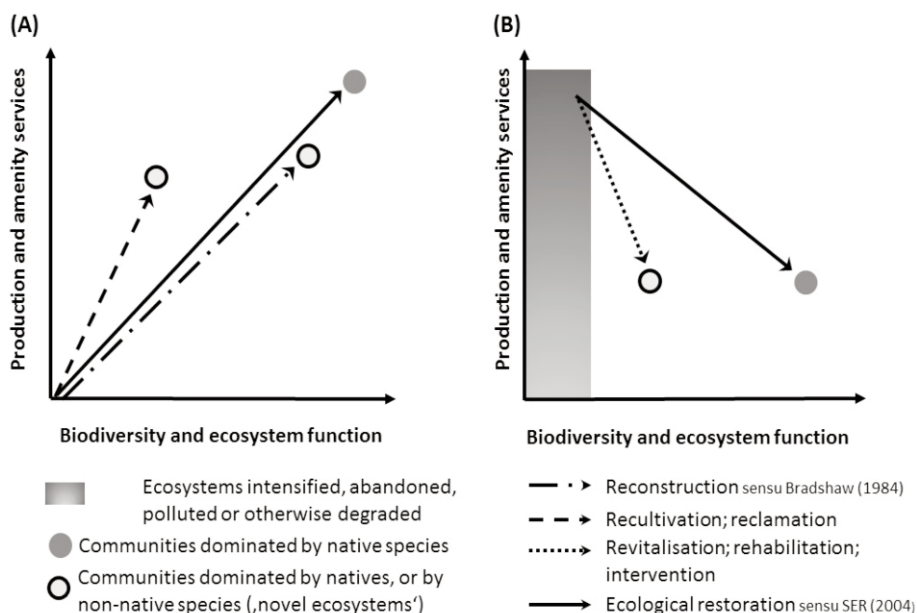 (A)
Production and amenity services
Biodiversity and ecosystem function
(B)
Production and amenity services
Biodiversity and ecosystem function
Ecosystems intensified, abandoned,
polluted or otherwise degraded
Communities dominated by native species
Communities dominated by natives, or by
non-native species (‚novel ecosystems‘)
Reconstruction sensu Bradshaw (1984)
Recultivation; reclamation
Revitalisation; rehabilitation;
intervention
Ecological restoration sensu SER (2004)